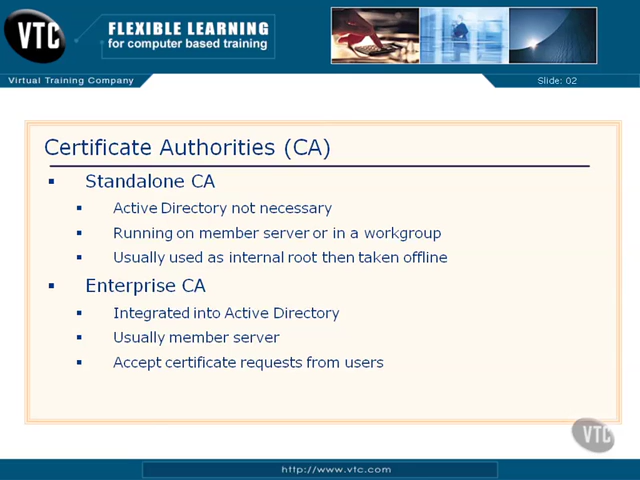 VTC
FLEXIBLE LEARNING
for computer based training
Virtual Training Company
Slide: 02
Certificate Authorities (CA)
Standalone CA
Active Directory not necessary
Running on member server or in a workgroup
Usually used as internal root then taken offline
Enterprise CA
Integrated into Active Directory
Usually member server
Accept certificate requests from users
VTC
http://www.vtc.com